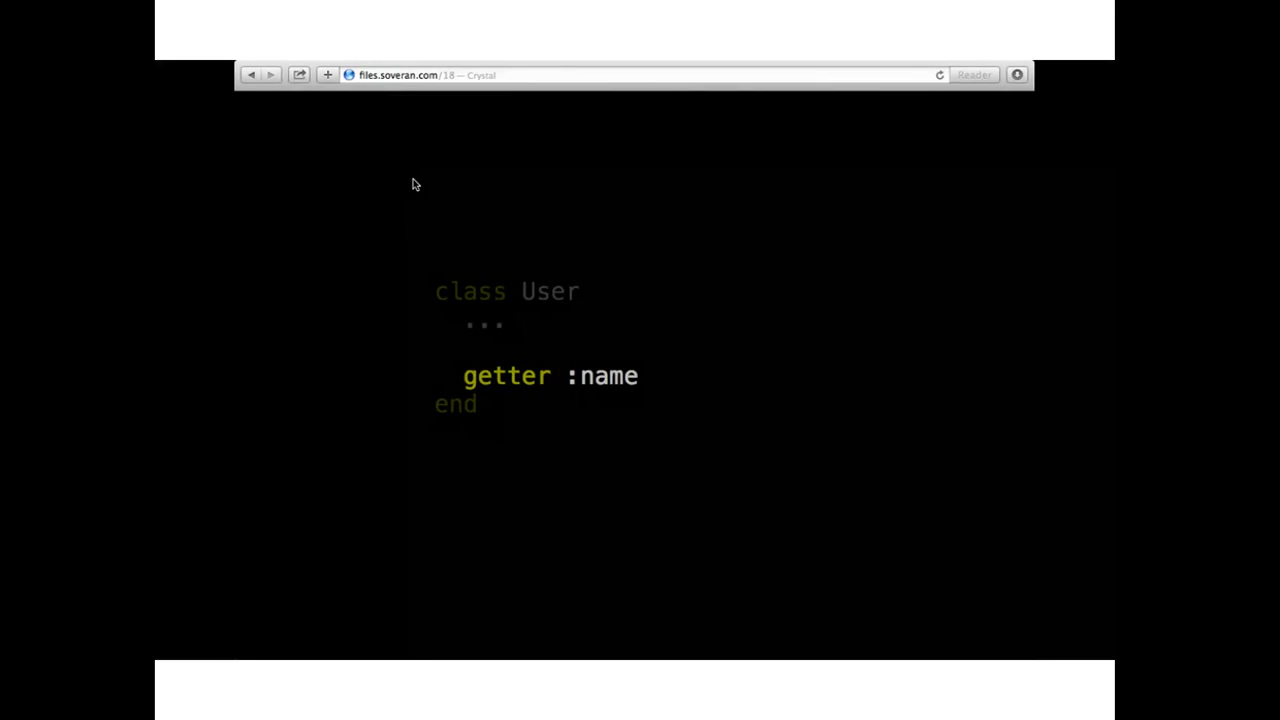 files.soveran.com/18 — Crystal
Reader
class User
...
getter :name
end